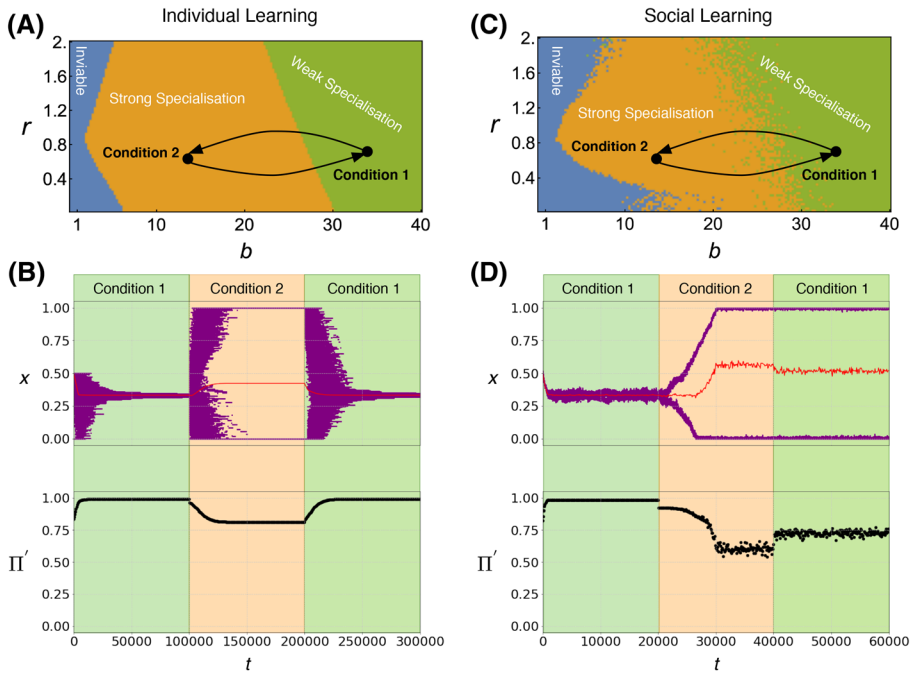 (A)
Individual Learning
r
2.
1.6
1.2
0.8
0.4
Inviable
Strong Specialisation
Weak Specialisation
Condition 2
Condition 1
1
10
20
30
40
b
(C)
Social Learning
r
2.
1.6
1.2
0.8
0.4
Inviable
Strong Specialisation
Weak Specialisation
Condition 2
Condition 1
1
10
20
30
40
b
(B)
Condition 1
Condition 2
Condition 1
x
1.00
0.75
0.50
0.25
0.00
Π′
1.00
0.75
0.50
0.25
0.00
0
50000
100000
150000
200000
250000
300000
t
(D)
Condition 1
Condition 2
Condition 1
x
1.00
0.75
0.50
0.25
0.00
Π′
1.00
0.75
0.50
0.25
0.00
0
10000
20000
30000
40000
50000
60000
t